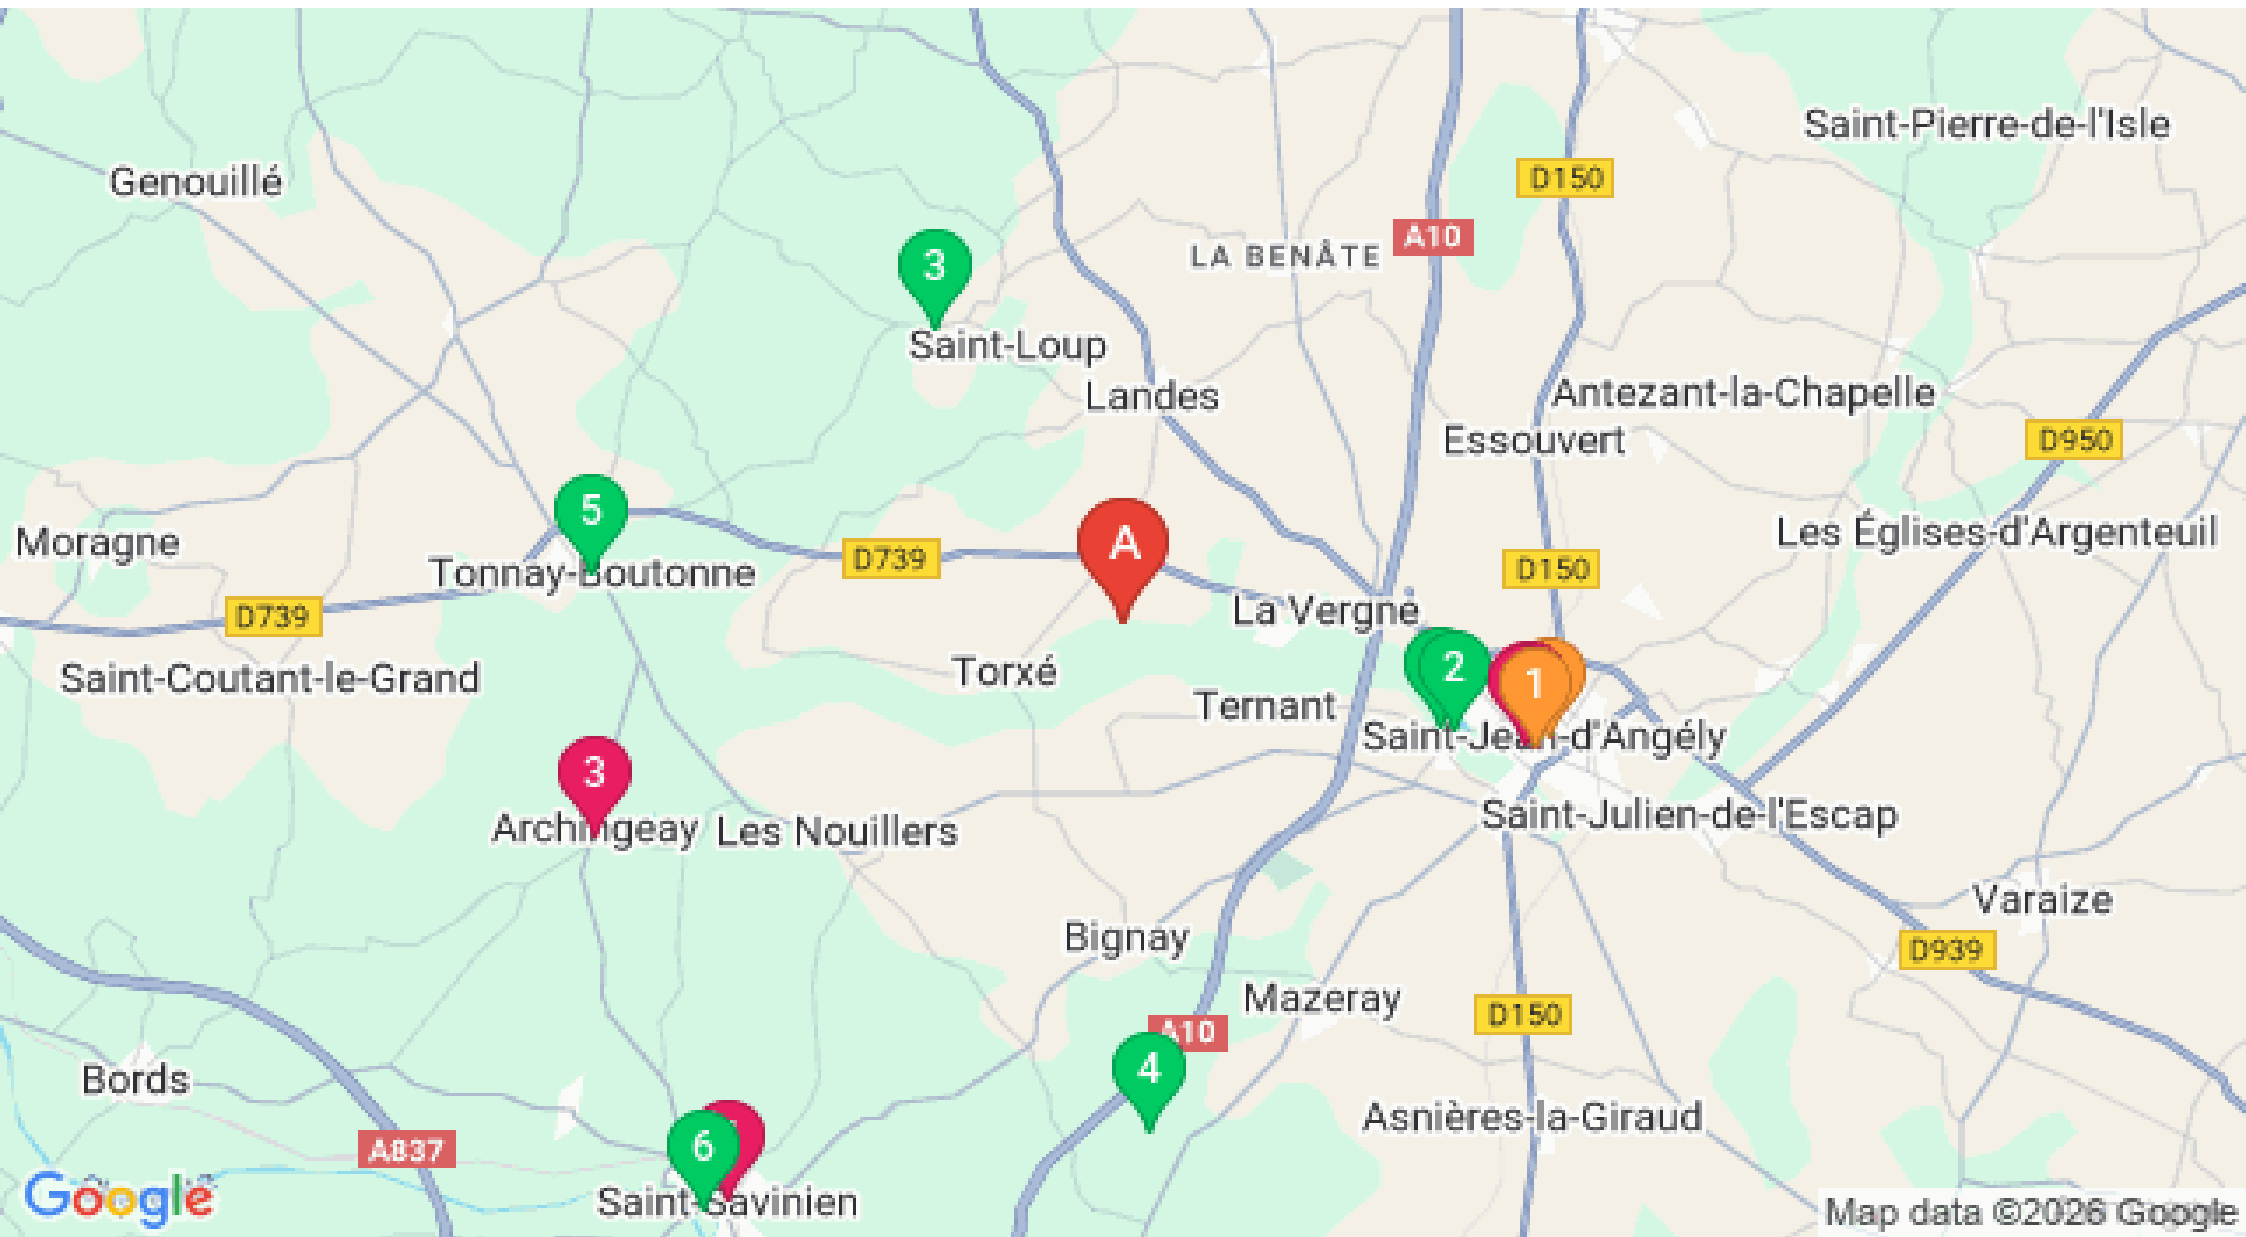 Saint-Pierre-de-l'Isle
Genouillé
D150
A10
LA BENÂTE
3
Saint-Loup
Landes
Antezant-la-Chapelle
Essouvert
D950
5
A
Les Églises-d'Argenteuil
Moragne
D739
Tonnay-Boutonne
D150
D739
La Vergne
2
1
Torxé
Saint-Coutant-le-Grand
Ternant
Saint-Jean-d'Angély
3
Archingeay
Les Nouillers
Saint-Julien-de-l'Escap
Varaize
Bignay
D939
Mazeray
D150
A10
4
Bords
Asnières-la-Giraud
A837
6
Saint-Savinien
Google
Map data ©2026 Google